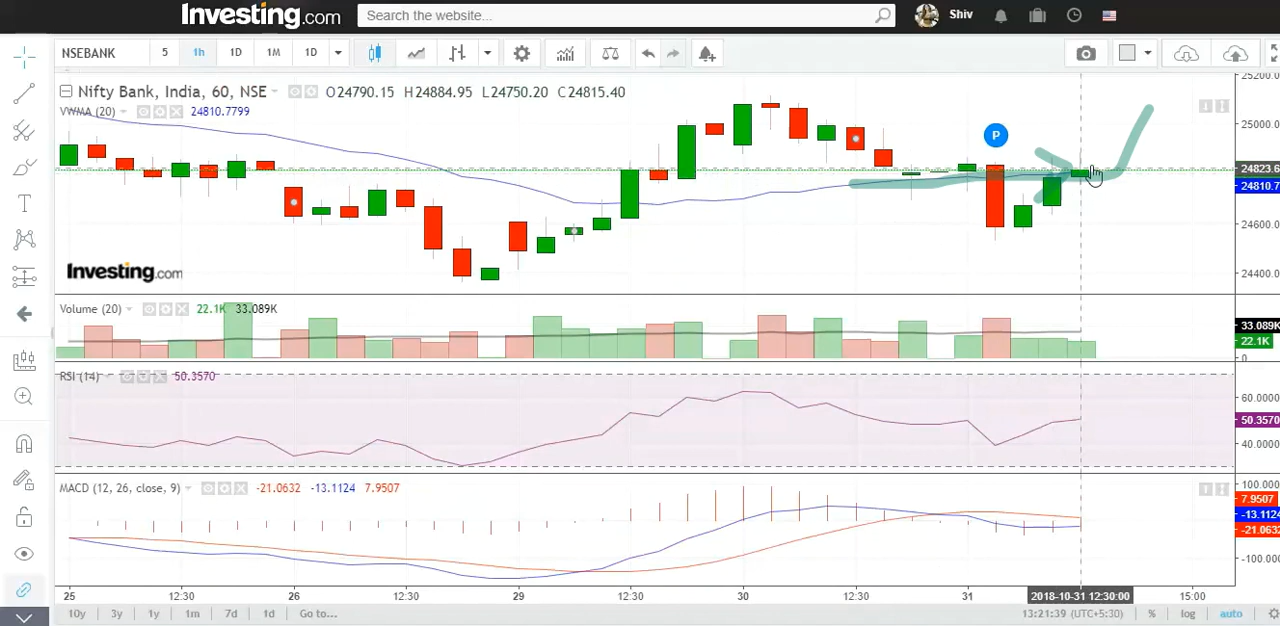 Investing.com
Search the website...
Shiv
NSEBANK
5
1h
1D
1M
1D
Nifty Bank, India, 60, NSE
O24790.15 H24884.95 L24750.20 C24815.40
VWMA (20)
24810.7799
P
25200.0
25000.0
24823.6
24810.7
24600.0
24400.0
Investing.com
Volume (20)
22.1K
33.089K
33.089K
22.1K
0
RSI (14)
50.3570
60.0000
50.3570
40.0000
MACD (12, 26, close, 9)
-21.0632
-13.1124
7.9507
100.000
7.9507
-13.1124
-21.0632
-100.000
25
12:30
26
12:30
29
12:30
30
12:30
31
2018-10-31 12:30:00
15:00
10y
3y
1y
1m
7d
1d
Go to...
13:21:39 (UTC+5:30)
%
log
auto